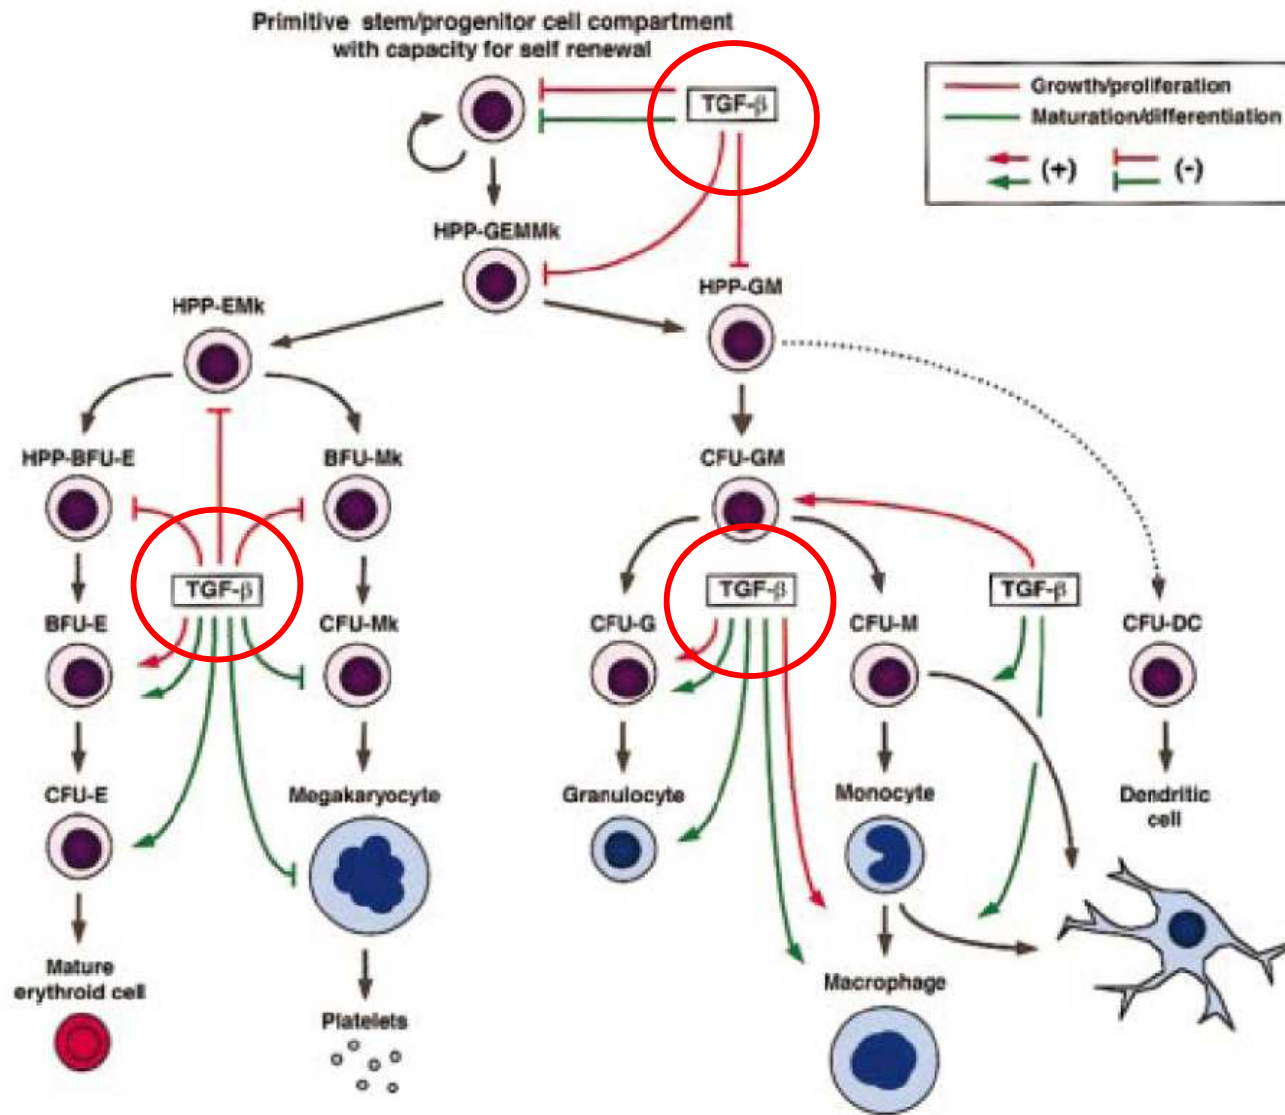 Primitive stem/progenitor cell compartment
with capacity for self renewal
TGF-β
Growth/proliferation
Maturation/differentiation
(+)
(-)
HPP-GEMMk
HPP-GM
HPP-EMk
HPP-BFU-E
BFU-Mk
CFU-GM
TGF-β
TGF-β
TGF-β
BFU-E
CFU-Mk
CFU-G
CFU-M
CFU-DC
CFU-E
Megakaryocyte
Granulocyte
Monocyte
Dendritic
cell
Mature
erythroid cell
Platelets
Macrophage